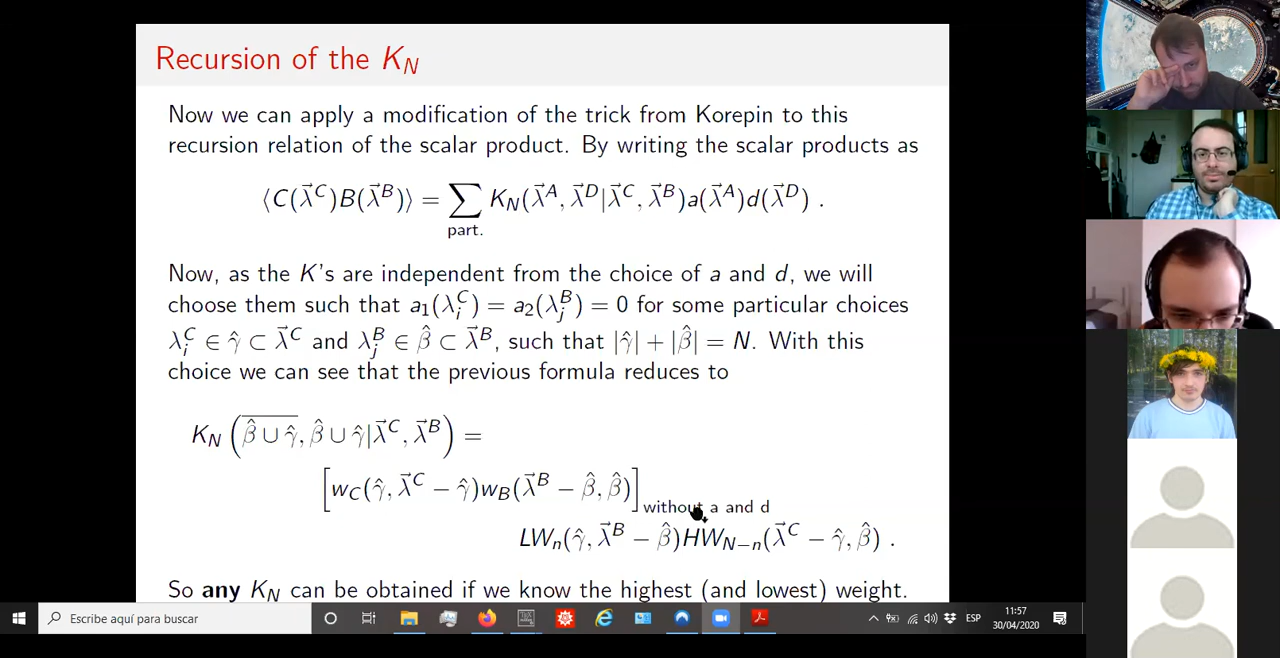 Recursion of the K_N
Now we can apply a modification of the trick from Korepin to this
recursion relation of the scalar product. By writing the scalar products as
⟨C(λ⃗^C)B(λ⃗^B)⟩ = ∑ K_N(λ⃗^A, λ⃗^D|λ⃗^C, λ⃗^B)a(λ⃗^A)d(λ⃗^D) .
part.
Now, as the K's are independent from the choice of a and d, we will
choose them such that a_1(λ_i^C) = a_2(λ_j^B) = 0 for some particular choices
λ_i^C ∈ γ̂ ⊂ λ⃗^C and λ_j^B ∈ β̂ ⊂ λ⃗^B, such that |γ̂| + |β̂| = N. With this
choice we can see that the previous formula reduces to
K_N (\overline{β̂ ∪ γ̂}, β̂ ∪ γ̂|λ⃗^C, λ⃗^B) =
[w_C(γ̂, λ⃗^C − γ̂)w_B(λ⃗^B − β̂, β̂)]
without a and d
LW_n(γ̂, λ⃗^B − β̂)HW_{N−n}(λ⃗^C − γ̂, β̂) .
So any K_N can be obtained if we know the highest (and lowest) weight.
Escribe aquí para buscar
ESP
11:57
30/04/2020